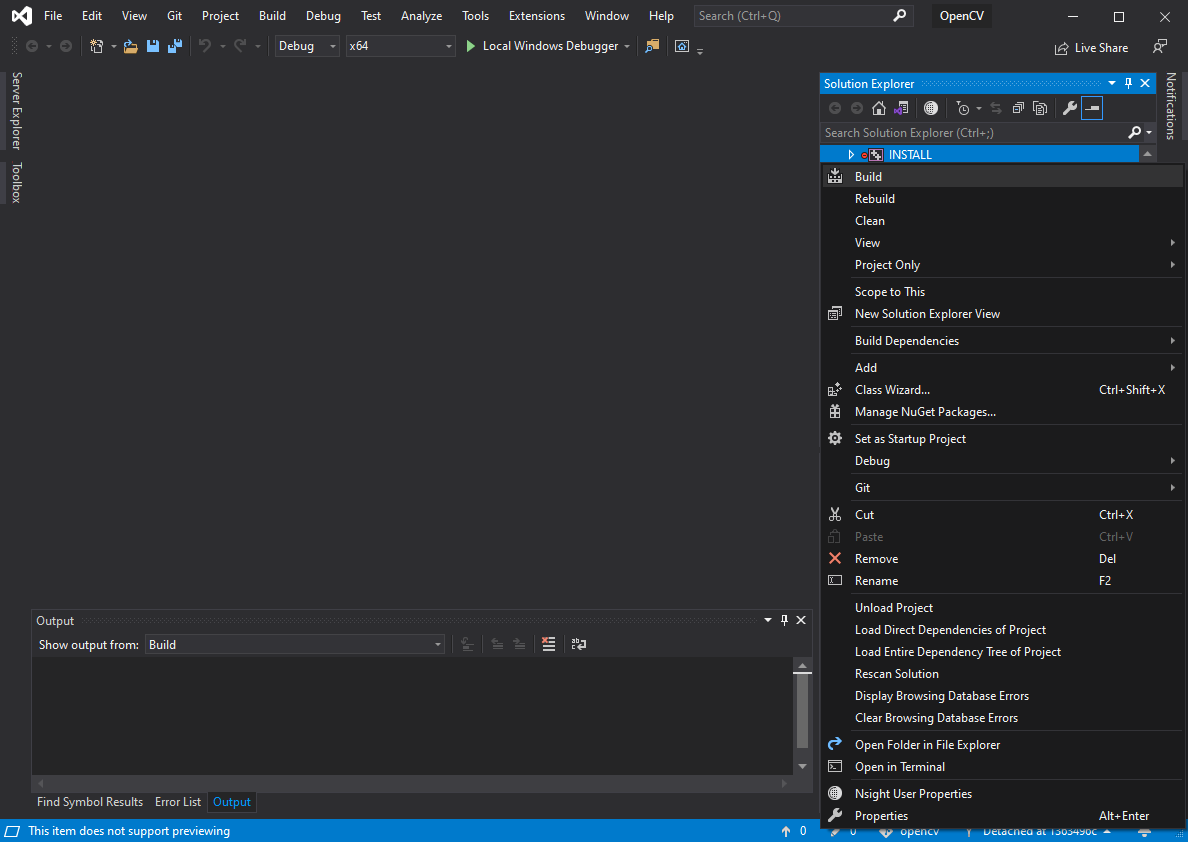 File Edit View Git Project Build Debug Test Analyze Tools Extensions Window Help Search (Ctrl+Q) OpenCV
Debug x64 Local Windows Debugger Live Share
Server Explorer
Toolbox
Notifications
Solution Explorer
Search Solution Explorer (Ctrl+;)
INSTALL
Build
Rebuild
Clean
View
Project Only
Scope to This
New Solution Explorer View
Build Dependencies
Add
Class Wizard... Ctrl+Shift+X
Manage NuGet Packages...
Set as Startup Project
Debug
Git
Cut Ctrl+X
Paste Ctrl+V
Remove Del
Rename F2
Unload Project
Load Direct Dependencies of Project
Load Entire Dependency Tree of Project
Rescan Solution
Display Browsing Database Errors
Clear Browsing Database Errors
Open Folder in File Explorer
Open in Terminal
Nsight User Properties
Properties Alt+Enter
Output
Show output from: Build
Find Symbol Results Error List Output
This item does not support previewing 0 0 opencv Detached at 1363496c